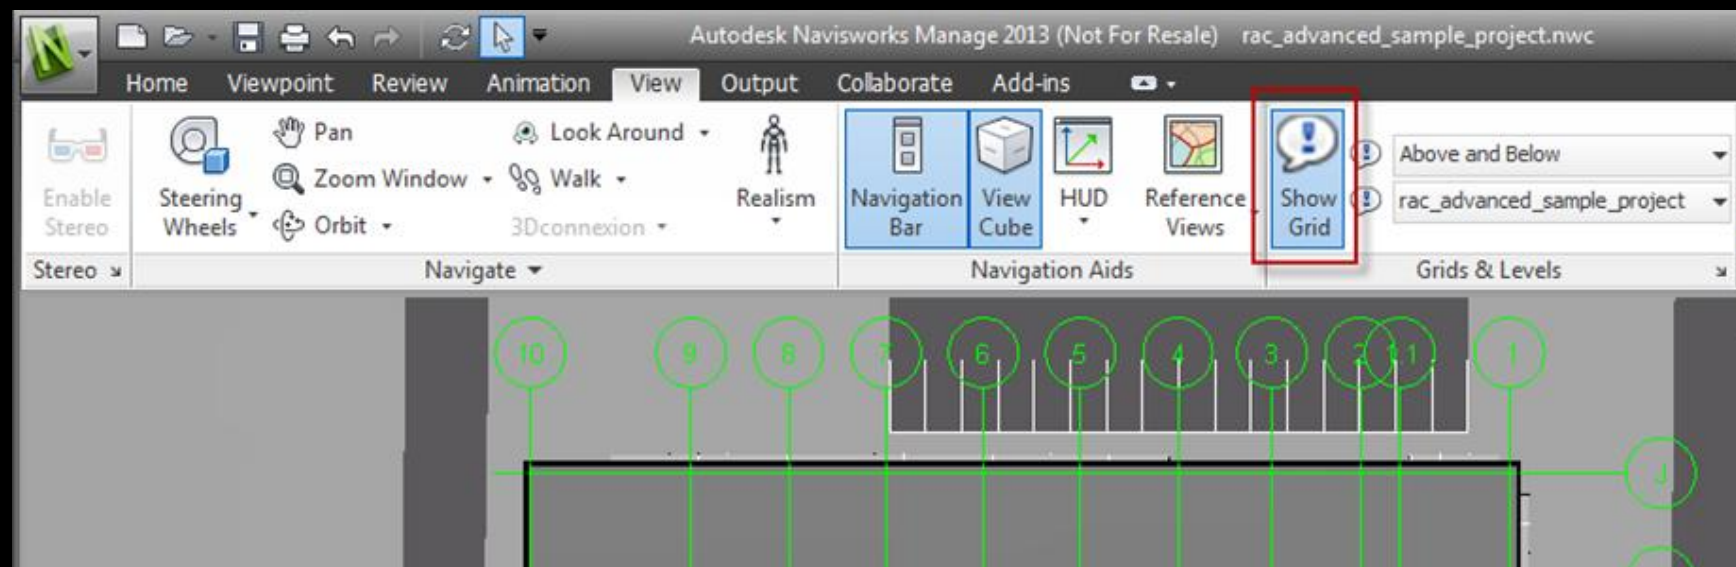 Autodesk Navisworks Manage 2013 (Not For Resale) rac_advanced_sample_project.nwc
Home Viewpoint Review Animation View Output Collaborate Add-ins
Enable
Stereo
Steering
Wheels
Pan
Zoom Window
Orbit
Look Around
Walk
3Dconnexion
Realism
Navigation
Bar
View
Cube
HUD
Reference
Views
Show
Grid
Above and Below
rac_advanced_sample_project
Stereo Navigate Navigation Aids Grids & Levels
10 9 8 7 6 5 4 3 2 1.1 1
J